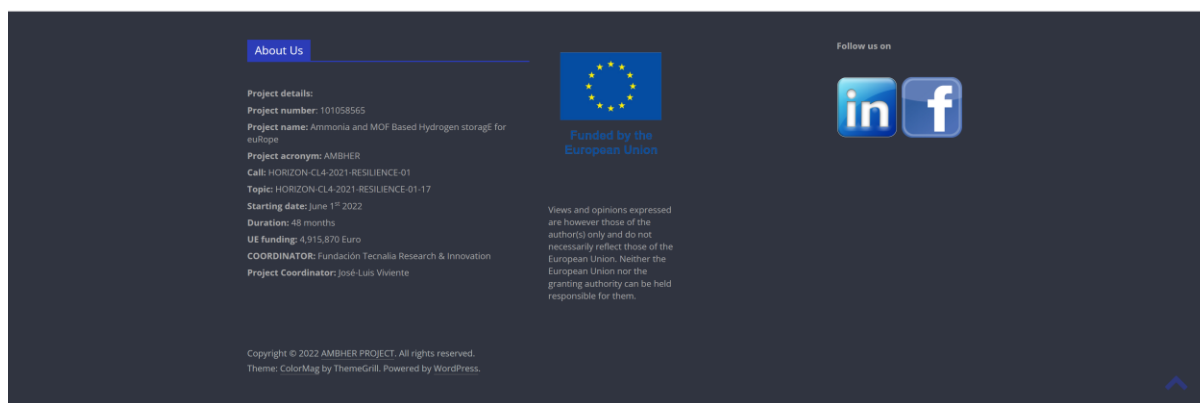 About Us
Project details:
Project number: 101058565
Project name: Ammonia and MOF Based Hydrogen storagE for
euRope
Project acronym: AMBHER
Call: HORIZON-CL4-2021-RESILIENCE-01
Topic: HORIZON-CL4-2021-RESILIENCE-01-17
Starting date: June 1st 2022
Duration: 48 months
UE funding: 4,915,870 Euro
COORDINATOR: Fundación Tecnalia Research & Innovation
Project Coordinator: José-Luis Viviente
Funded by the
European Union
Views and opinions expressed
are however those of the
author(s) only and do not
necessarily reflect those of the
European Union. Neither the
European Union nor the
granting authority can be held
responsible for them.
Follow us on
in f
Copyright © 2022 AMBHER PROJECT. All rights reserved.
Theme: ColorMag by ThemeGrill. Powered by WordPress.